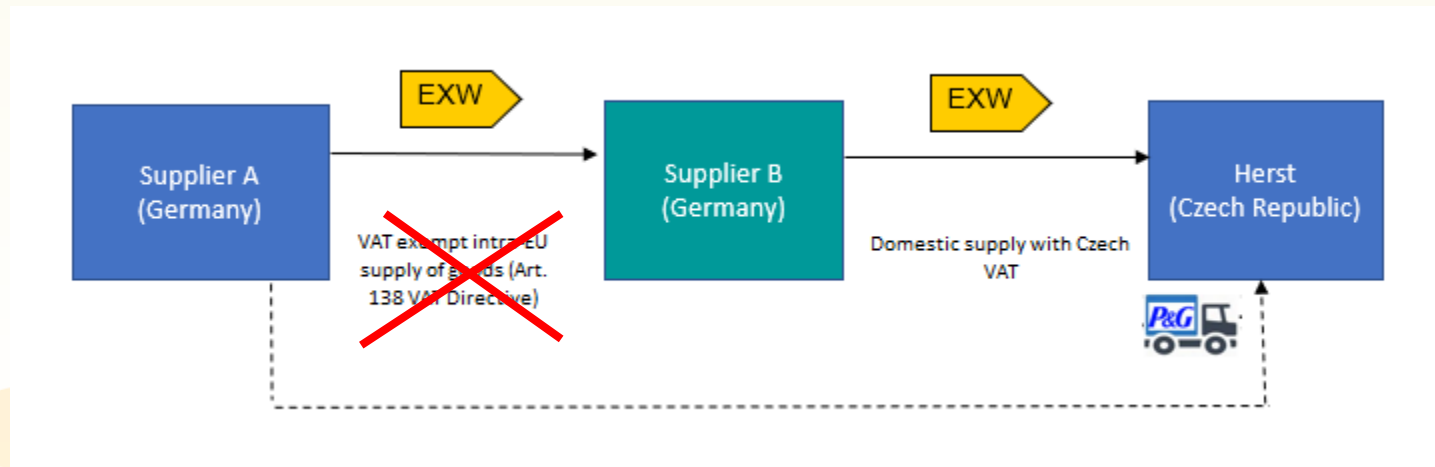 EXW
EXW
Supplier A
(Germany)
Supplier B
(Germany)
Herst
(Czech Republic)
VAT exempt intra-EU
supply of goods (Art.
138 VAT Directive)
Domestic supply with Czech
VAT
P&G